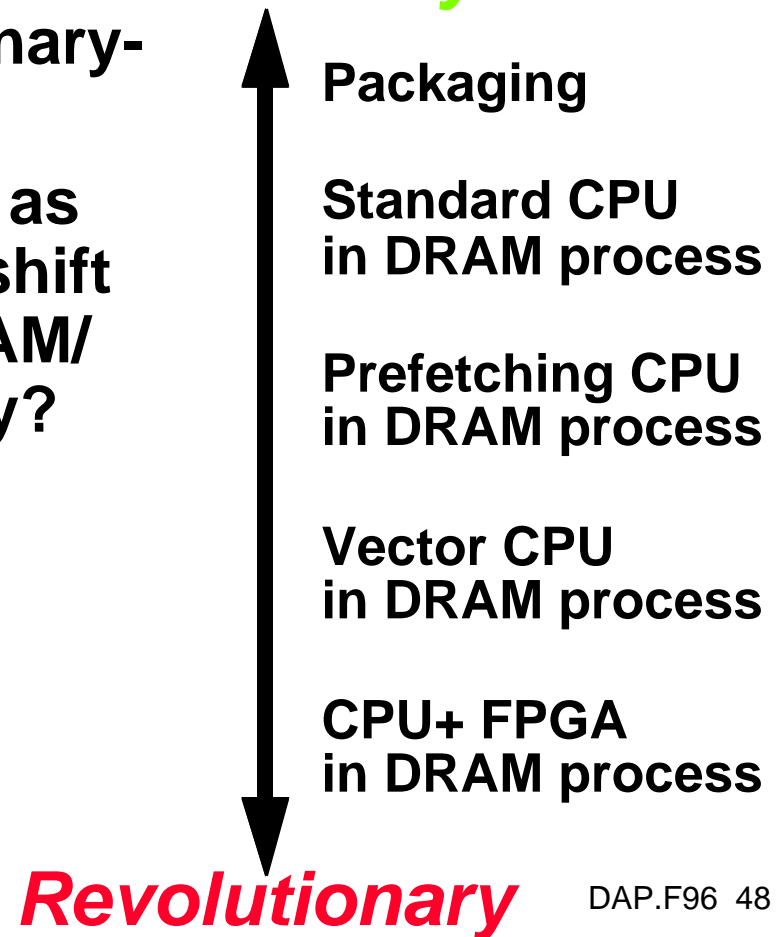 as
Packaging
Standard CPU
in DRAM process
Prefetching CPU
in DRAM process
Vector CPU
in DRAM process
CPU+ FPGA
in DRAM process
Revolutionary
DAP.F96 48